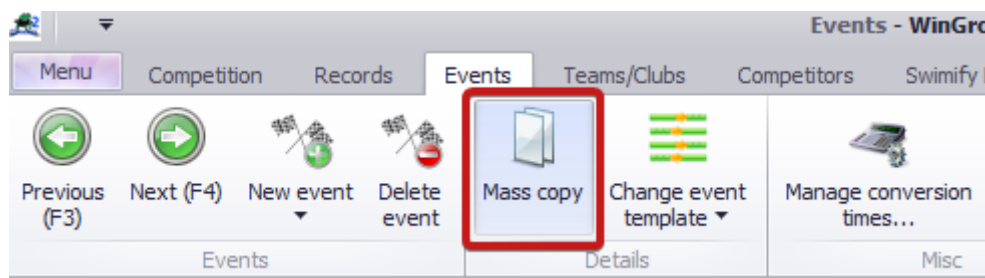 Events - WinGro
Menu Competition Records Events Teams/Clubs Competitors Swimify
Previous (F3)
Next (F4)
New event
Delete event
Mass copy
Change event template
Manage conversion times...
Events Details Misc